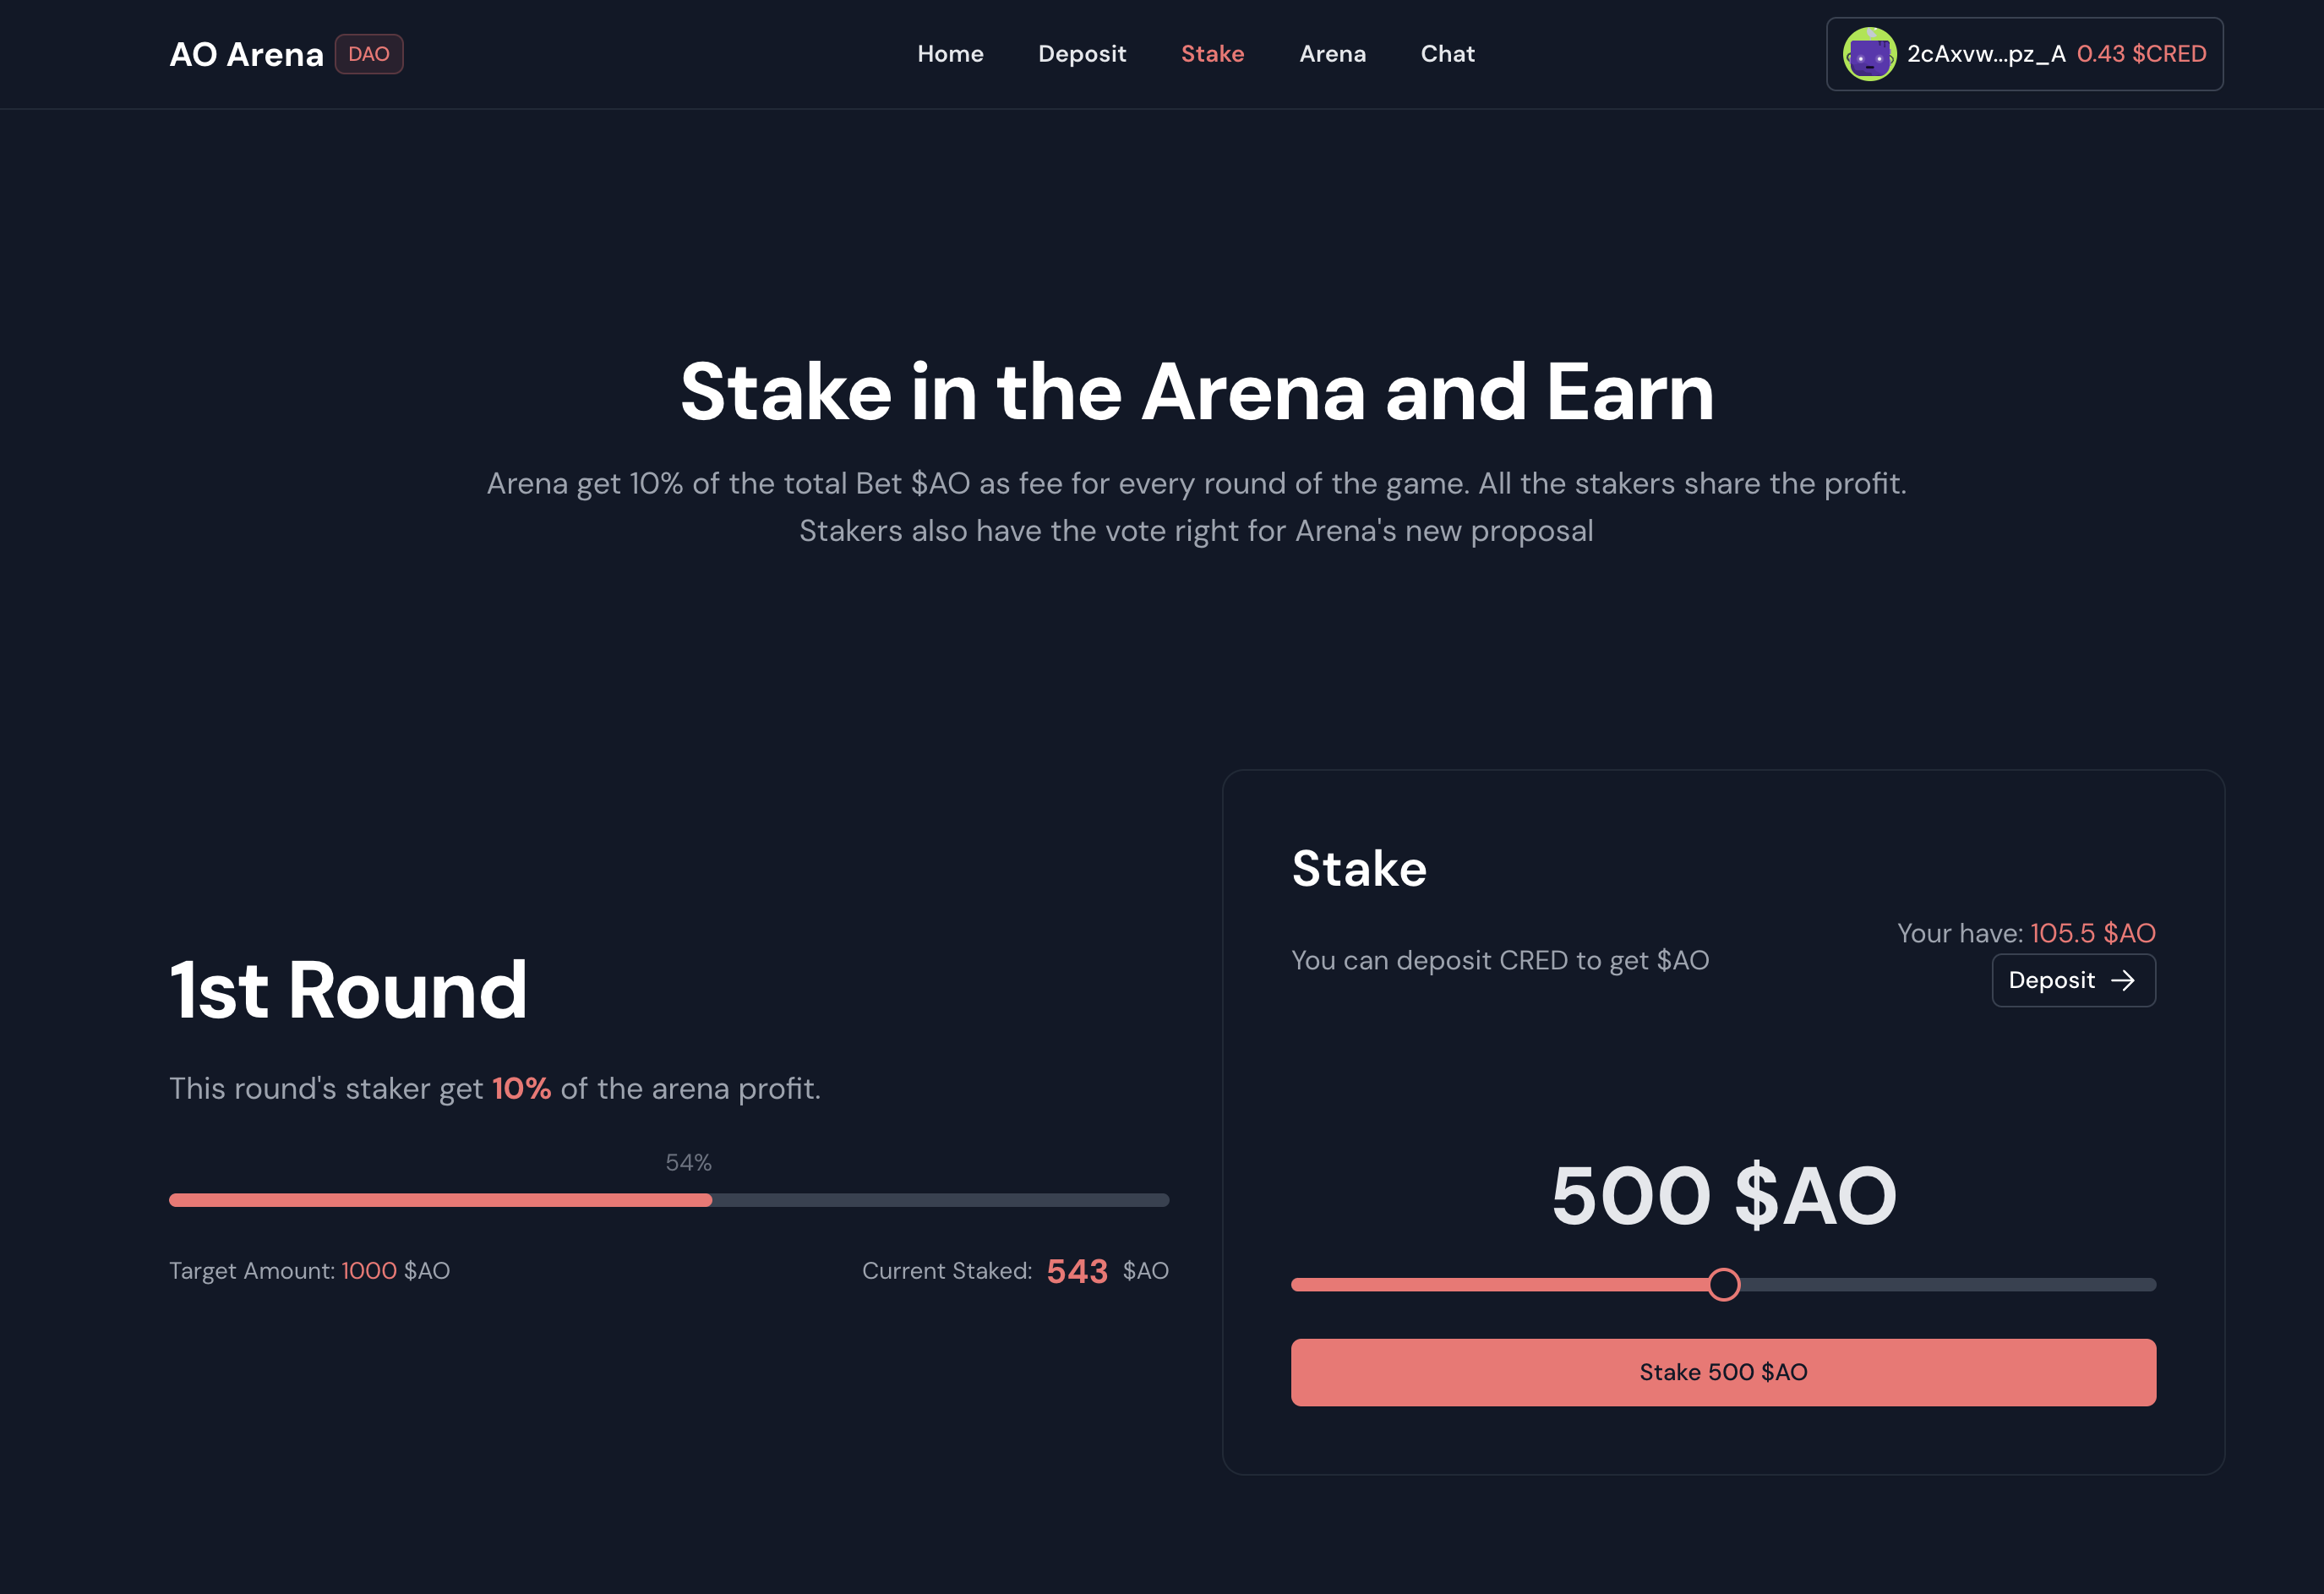 AO Arena DAO
Home Deposit Stake Arena Chat
2cAxvw...pz_A 0.43 $CRED
Stake in the Arena and Earn
Arena get 10% of the total Bet $AO as fee for every round of the game. All the stakers share the profit.
Stakers also have the vote right for Arena's new proposal
1st Round
This round's staker get 10% of the arena profit.
54%
Target Amount: 1000 $AO
Current Staked: 543 $AO
Stake
You can deposit CRED to get $AO
Your have: 105.5 $AO
Deposit →
500 $AO
Stake 500 $AO